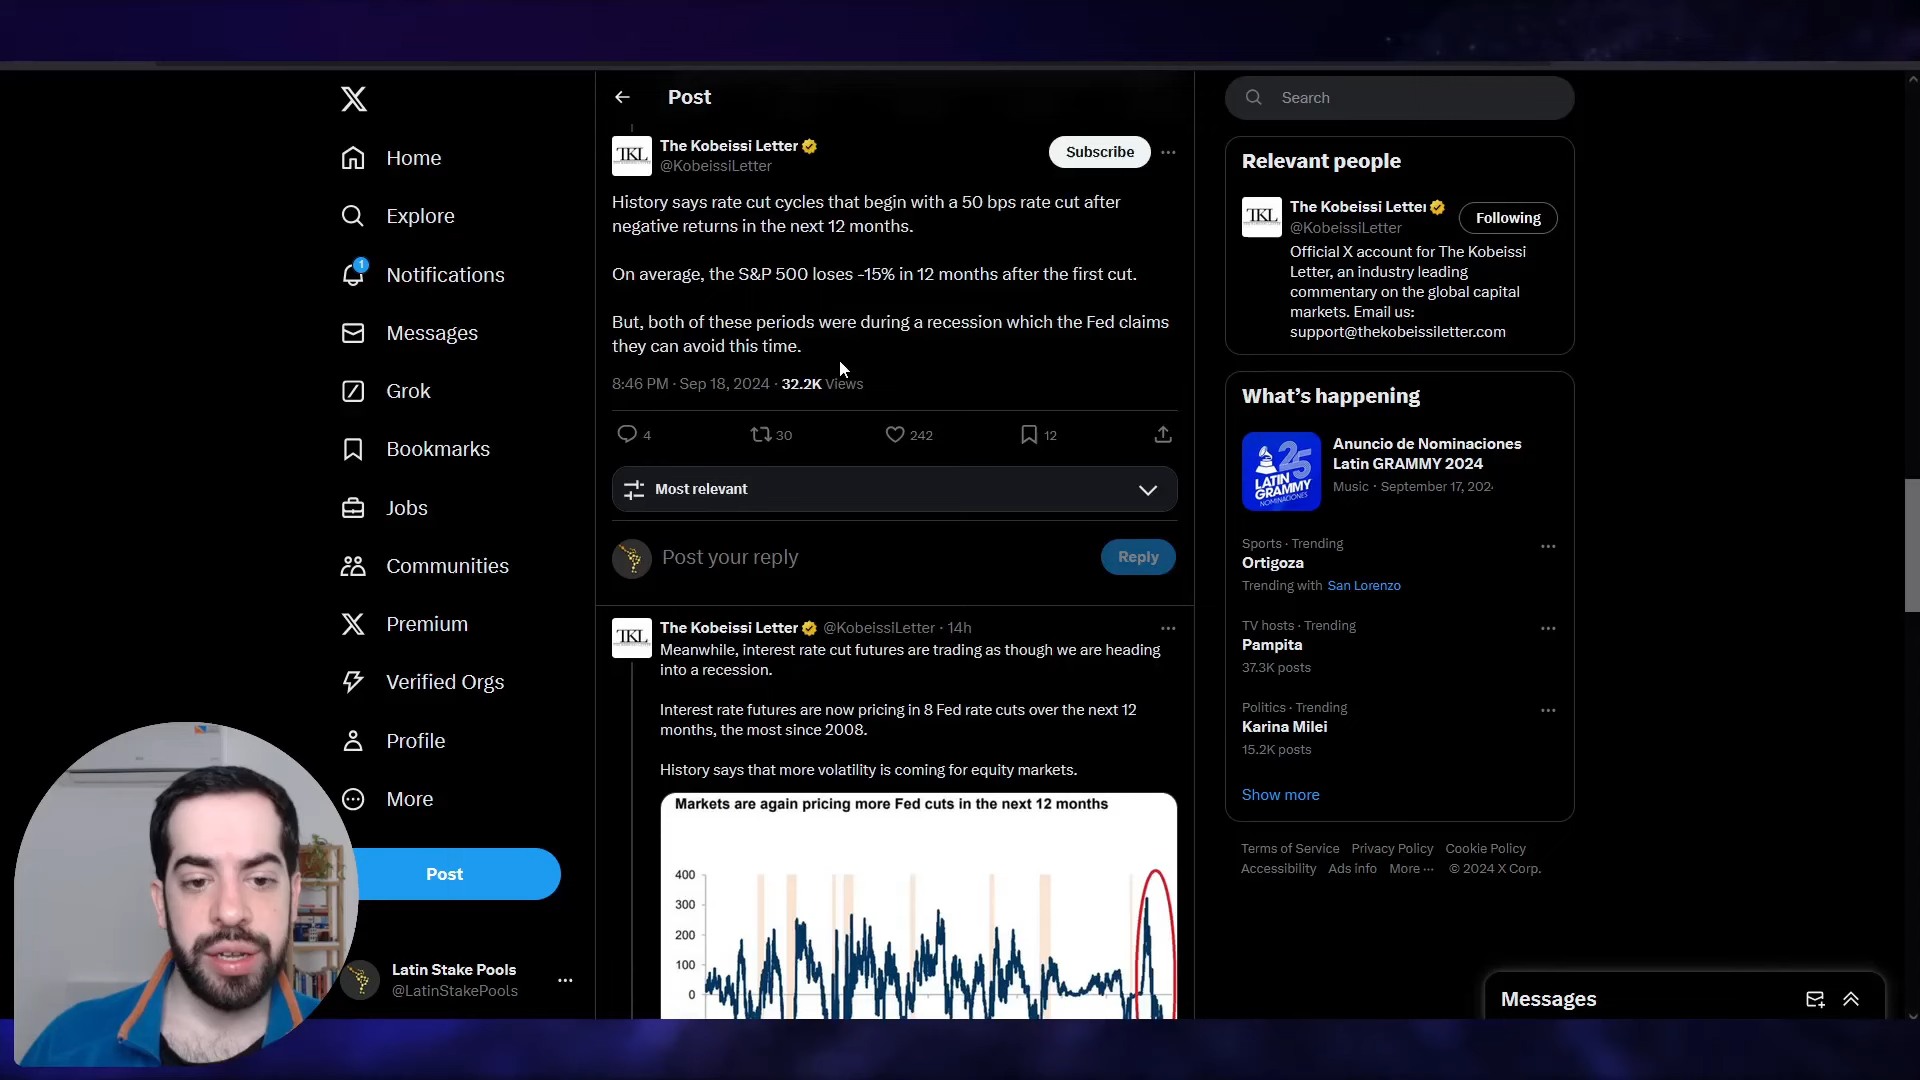 Home
Explore
1
Notifications
Messages
Grok
Bookmarks
Jobs
Communities
Premium
Verified Orgs
Profile
More
Post
Latin Stake Pools
@LatinStakePools
Post
TKL
The Kobeissi Letter
@KobeissiLetter
Subscribe
History says rate cut cycles that begin with a 50 bps rate cut after
negative returns in the next 12 months.
On average, the S&P 500 loses -15% in 12 months after the first cut.
But, both of these periods were during a recession which the Fed claims
they can avoid this time.
8:46 PM · Sep 18, 2024 · 32.2K Views
4
30
242
12
Most relevant
Post your reply
Reply
TKL
The Kobeissi Letter @KobeissiLetter · 14h
Meanwhile, interest rate cut futures are trading as though we are heading
into a recession.
Interest rate futures are now pricing in 8 Fed rate cuts over the next 12
months, the most since 2008.
History says that more volatility is coming for equity markets.
Markets are again pricing more Fed cuts in the next 12 months
400
300
200
100
0
Search
Relevant people
TKL
The Kobeissi Letter
@KobeissiLetter
Following
Official X account for The Kobeissi
Letter, an industry leading
commentary on the global capital
markets. Email us:
support@thekobeissiletter.com
What's happening
25
LATIN
GRAMMY
NOMINACIONES
Anuncio de Nominaciones
Latin GRAMMY 2024
Music · September 17, 202
Sports · Trending
Ortigoza
Trending with San Lorenzo
TV hosts · Trending
Pampita
37.3K posts
Politics · Trending
Karina Milei
15.2K posts
Show more
Terms of Service Privacy Policy Cookie Policy
Accessibility Ads info More ··· © 2024 X Corp.
Messages